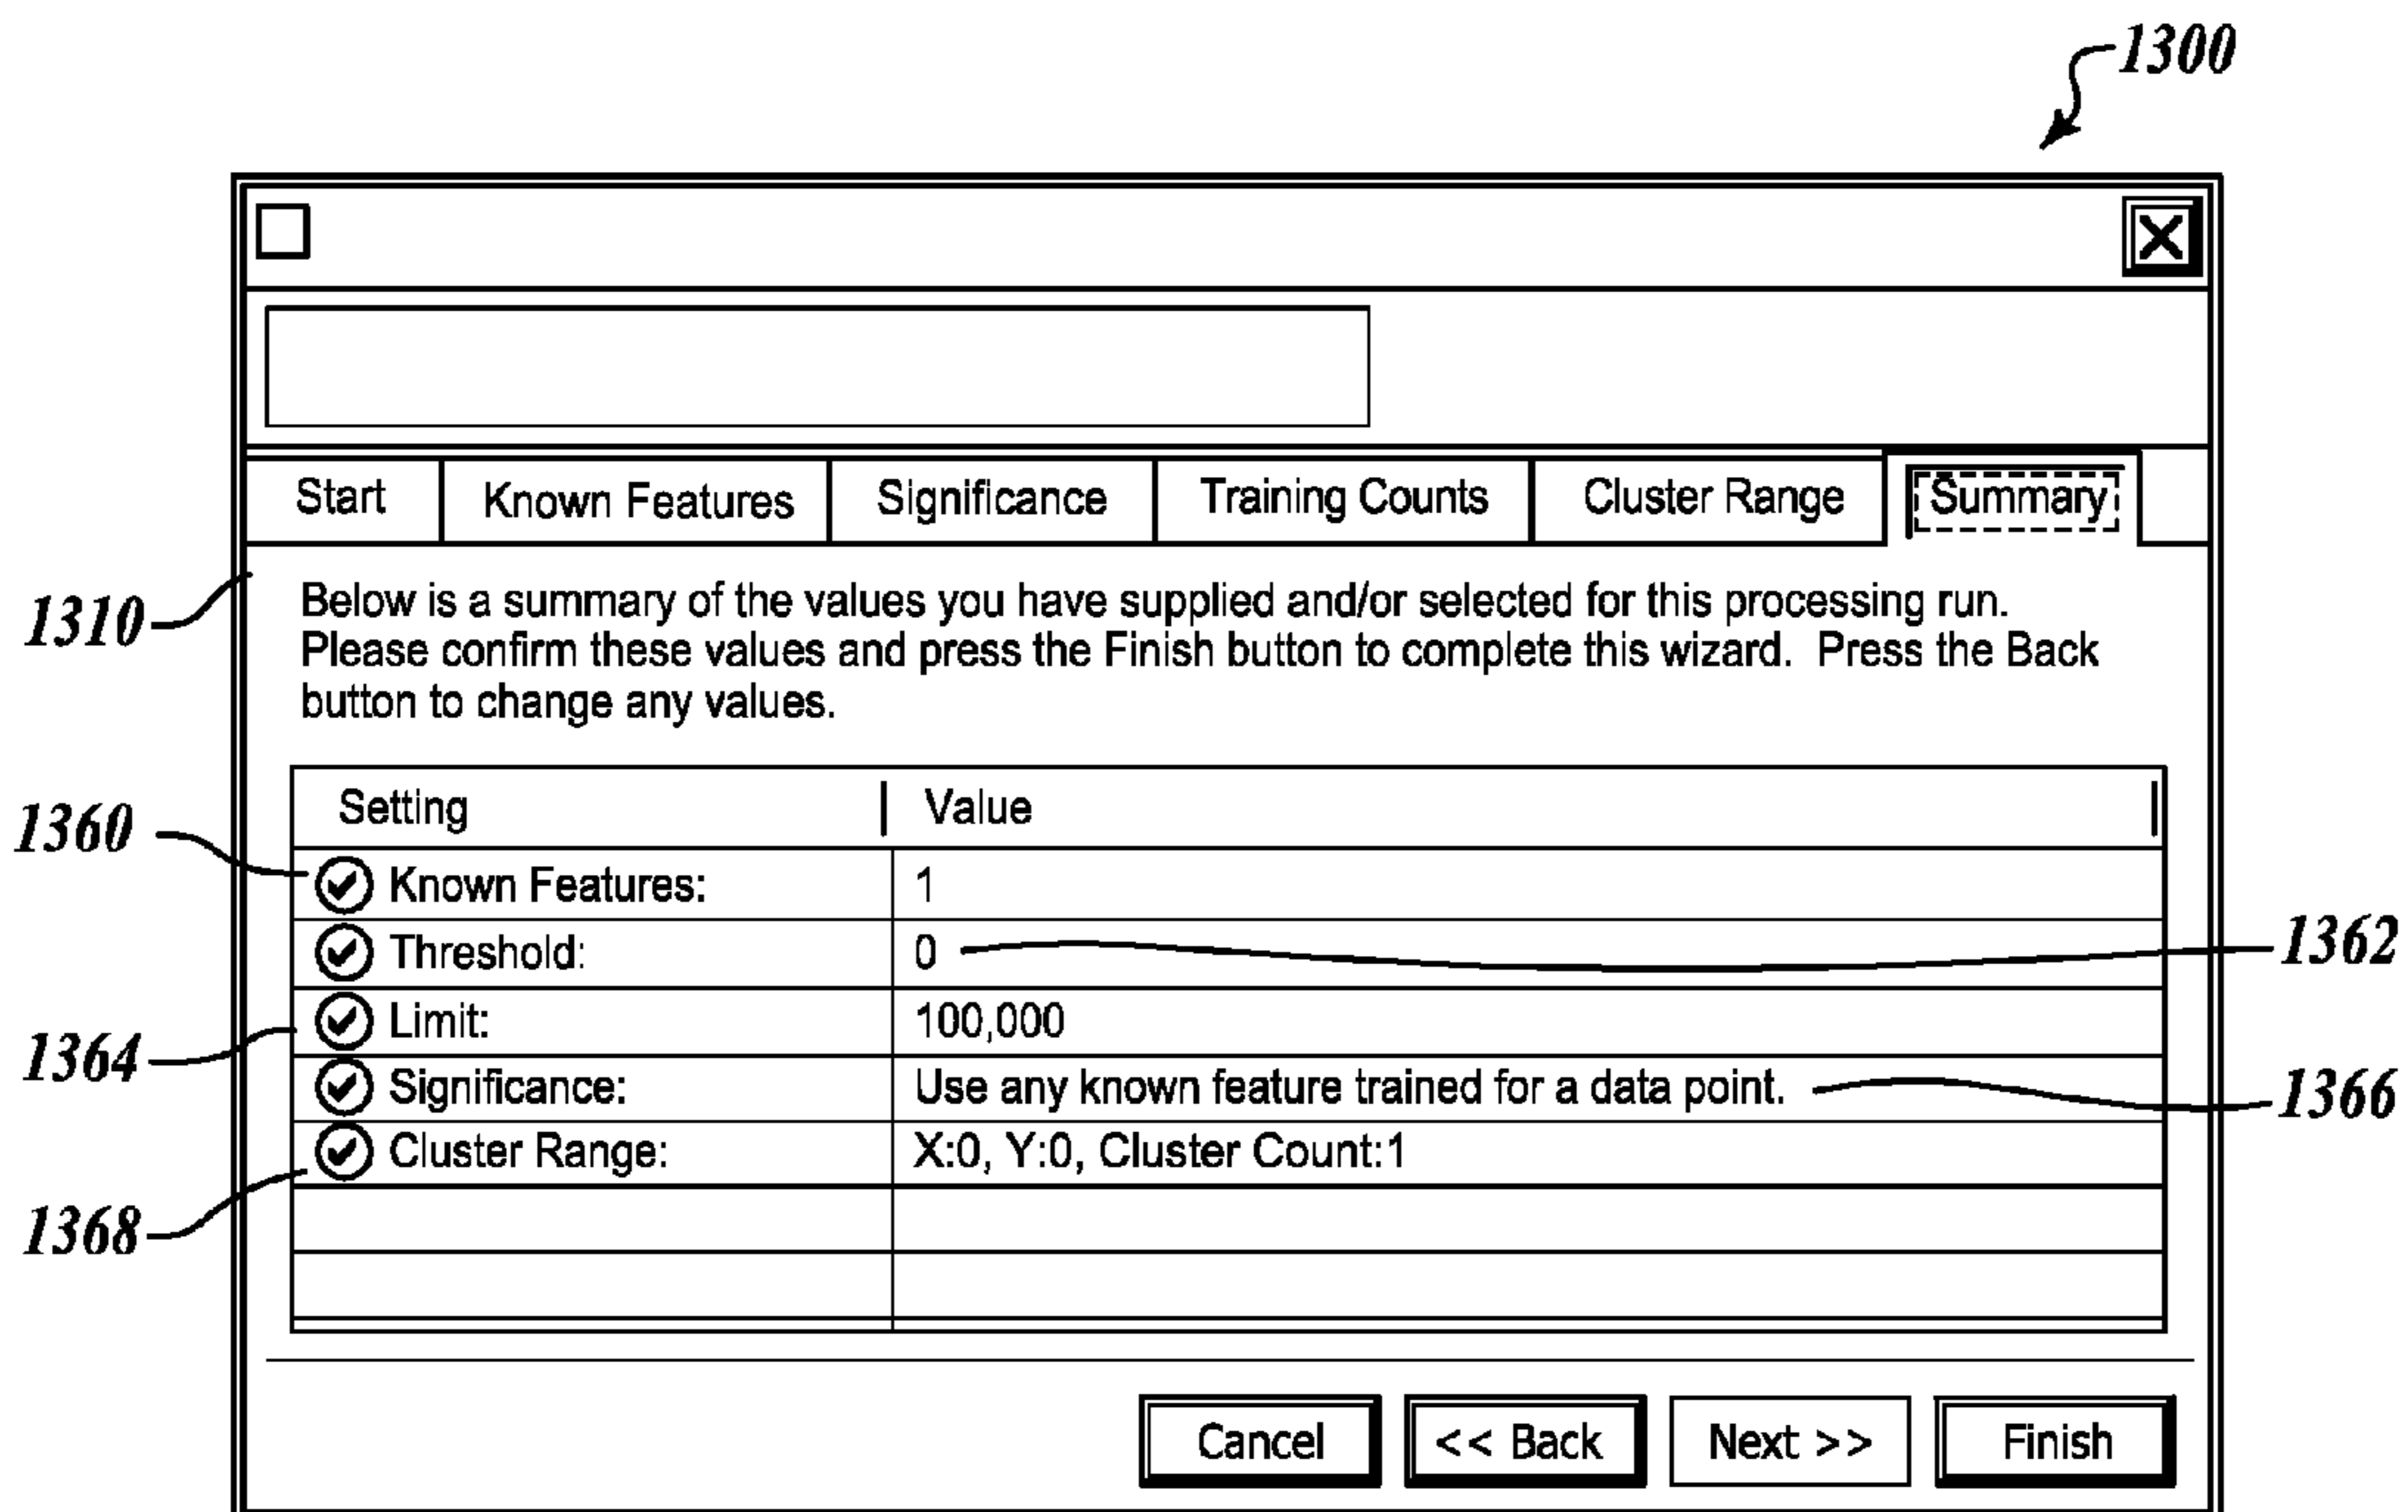 1300
X
Start Known Features Significance Training Counts Cluster Range Summary
1310
Below is a summary of the values you have supplied and/or selected for this processing run.
Please confirm these values and press the Finish button to complete this wizard. Press the Back
button to change any values.
Setting Value
1360
Known Features: 1
Threshold: 0
1362
Limit: 100,000
1364
Significance: Use any known feature trained for a data point.
1366
Cluster Range: X:0, Y:0, Cluster Count:1
1368
Cancel << Back Next >> Finish